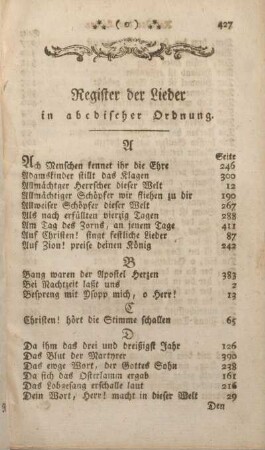 ( o ) 427
Register der Lieder
in abecdischer Ordnung.
A
Seite
Ach Menschen kennet ihr die Ehre 246
Adamskinder stillt das Klagen 300
Allmächtger Herrscher dieser Welt 12
Allmächtiger Schöpfer wir fliehen zu dir 190
Allweiser Schöpfer dieser Welt 267
Als nach erfüllten vierzig Tagen 288
Am Tag des Zorns, an jenem Tage 411
Auf Christen! singt festliche Lieder 87
Auf Zion! preise deinen König 242
B
Bang waren der Apostel Herzen 383
Bei Nachtzeit laßt uns 2
Bespreng mit Ysopp mich, o Herr! 13
C
Christen! hört die Stimme schallen 65
D
Da ihm das drei und dreißigst Jahr 126
Das Blut der Martyrer 390
Das ewge Wort, der Gottes Sohn 238
Da sich das Osterlamm ergab 161
Das Lobgesang erschalle laut 216
Dein Wort, Herr! macht in dieser Welt 29
Den